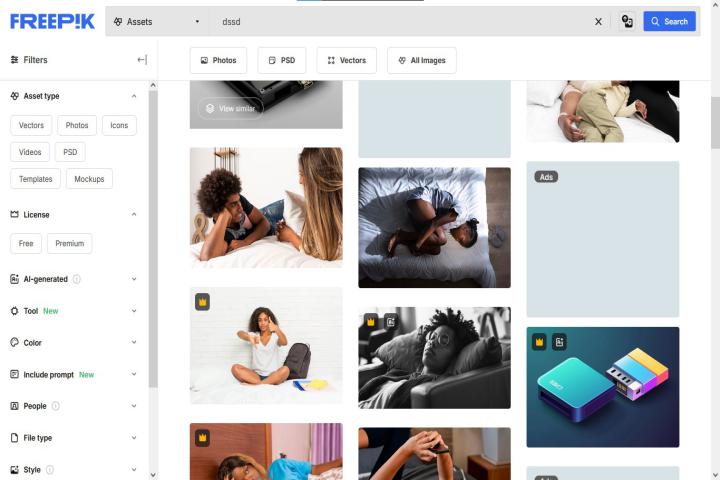 FREEPIK
Assets
dssd
Search
Filters
Photos
PSD
Vectors
All Images
Asset type
Vectors
Photos
Icons
Videos
PSD
Templates
Mockups
License
Free
Premium
AI-generated
Tool New
Color
Include prompt New
People
File type
Style
View similar
Ads